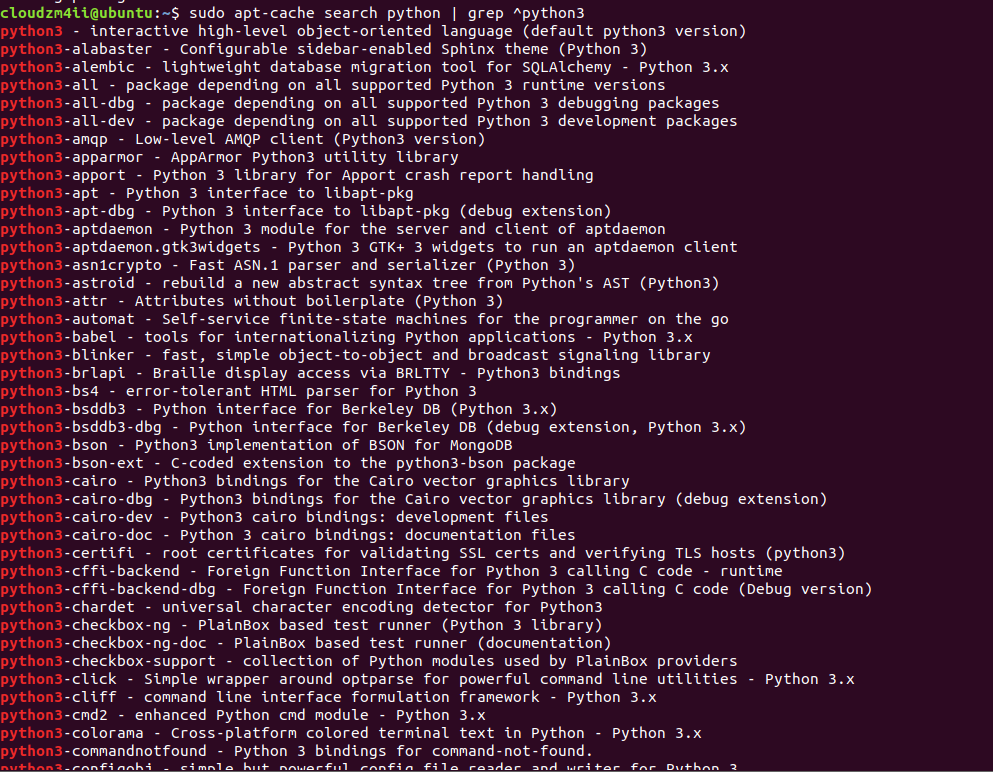 cloudzm4ii@ubuntu:~$ sudo apt-cache search python | grep ^python3
python3 - interactive high-level object-oriented language (default python3 version)
python3-alabaster - Configurable sidebar-enabled Sphinx theme (Python 3)
python3-alembic - lightweight database migration tool for SQLAlchemy - Python 3.x
python3-all - package depending on all supported Python 3 runtime versions
python3-all-dbg - package depending on all supported Python 3 debugging packages
python3-all-dev - package depending on all supported Python 3 development packages
python3-amqp - Low-level AMQP client (Python3 version)
python3-apparmor - AppArmor Python3 utility library
python3-apport - Python 3 library for Apport crash report handling
python3-apt - Python 3 interface to libapt-pkg
python3-apt-dbg - Python 3 interface to libapt-pkg (debug extension)
python3-aptdaemon - Python 3 module for the server and client of aptdaemon
python3-aptdaemon.gtk3widgets - Python 3 GTK+ 3 widgets to run an aptdaemon client
python3-asn1crypto - Fast ASN.1 parser and serializer (Python 3)
python3-astroid - rebuild a new abstract syntax tree from Python's AST (Python3)
python3-attr - Attributes without boilerplate (Python 3)
python3-automat - Self-service finite-state machines for the programmer on the go
python3-babel - tools for internationalizing Python applications - Python 3.x
python3-blinker - fast, simple object-to-object and broadcast signaling library
python3-brlapi - Braille display access via BRLTTY - Python3 bindings
python3-bs4 - error-tolerant HTML parser for Python 3
python3-bsddb3 - Python interface for Berkeley DB (Python 3.x)
python3-bsddb3-dbg - Python interface for Berkeley DB (debug extension, Python 3.x)
python3-bson - Python3 implementation of BSON for MongoDB
python3-bson-ext - C-coded extension to the python3-bson package
python3-cairo - Python3 bindings for the Cairo vector graphics library
python3-cairo-dbg - Python3 bindings for the Cairo vector graphics library (debug extension)
python3-cairo-dev - Python3 cairo bindings: development files
python3-cairo-doc - Python 3 cairo bindings: documentation files
python3-certifi - root certificates for validating SSL certs and verifying TLS hosts (python3)
python3-cffi-backend - Foreign Function Interface for Python 3 calling C code - runtime
python3-cffi-backend-dbg - Foreign Function Interface for Python 3 calling C code (Debug version)
python3-chardet - universal character encoding detector for Python3
python3-checkbox-ng - PlainBox based test runner (Python 3 library)
python3-checkbox-ng-doc - PlainBox based test runner (documentation)
python3-checkbox-support - collection of Python modules used by PlainBox providers
python3-click - Simple wrapper around optparse for powerful command line utilities - Python 3.x
python3-cliff - command line interface formulation framework - Python 3.x
python3-cmd2 - enhanced Python cmd module - Python 3.x
python3-colorama - Cross-platform colored terminal text in Python - Python 3.x
python3-commandnotfound - Python 3 bindings for command-not-found.
python3-configobj - simple but powerful config file reader and writer for Python 3